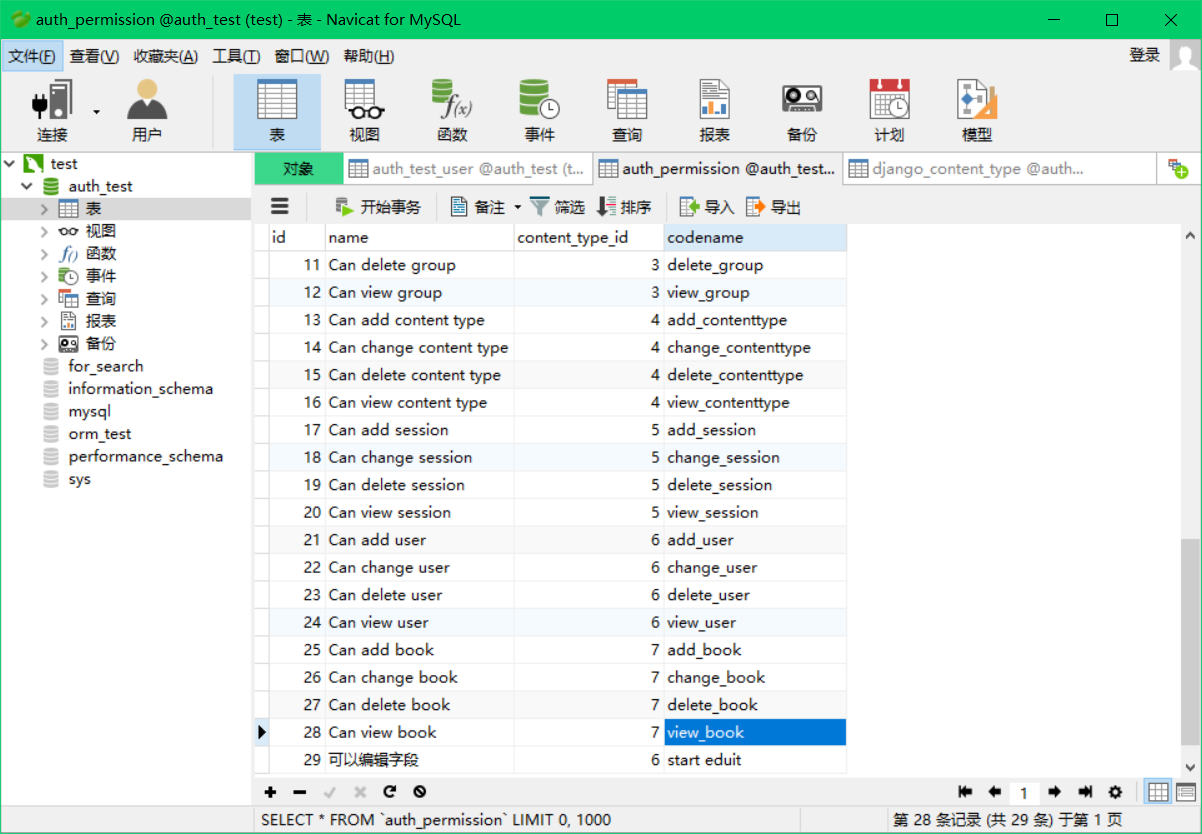 auth_permission @auth_test (test) - 表 - Navicat for MySQL
文件(F) 查看(V) 收藏夹(A) 工具(T) 窗口(W) 帮助(H) 登录
连接 用户 表 视图 函数 事件 查询 报表 备份 计划 模型
test
auth_test
表
视图
函数
事件
查询
报表
备份
for_search
information_schema
mysql
orm_test
performance_schema
sys
对象 auth_test_user @auth_test (t... auth_permission @auth_test... django_content_type @auth...
开始事务 备注 筛选 排序 导入 导出
id name content_type_id codename
11 Can delete group 3 delete_group
12 Can view group 3 view_group
13 Can add content type 4 add_contenttype
14 Can change content type 4 change_contenttype
15 Can delete content type 4 delete_contenttype
16 Can view content type 4 view_contenttype
17 Can add session 5 add_session
18 Can change session 5 change_session
19 Can delete session 5 delete_session
20 Can view session 5 view_session
21 Can add user 6 add_user
22 Can change user 6 change_user
23 Can delete user 6 delete_user
24 Can view user 6 view_user
25 Can add book 7 add_book
26 Can change book 7 change_book
27 Can delete book 7 delete_book
28 Can view book 7 view_book
29 可以编辑字段 6 start eduit
1
SELECT * FROM `auth_permission` LIMIT 0, 1000 第 28 条记录 (共 29 条) 于第 1 页